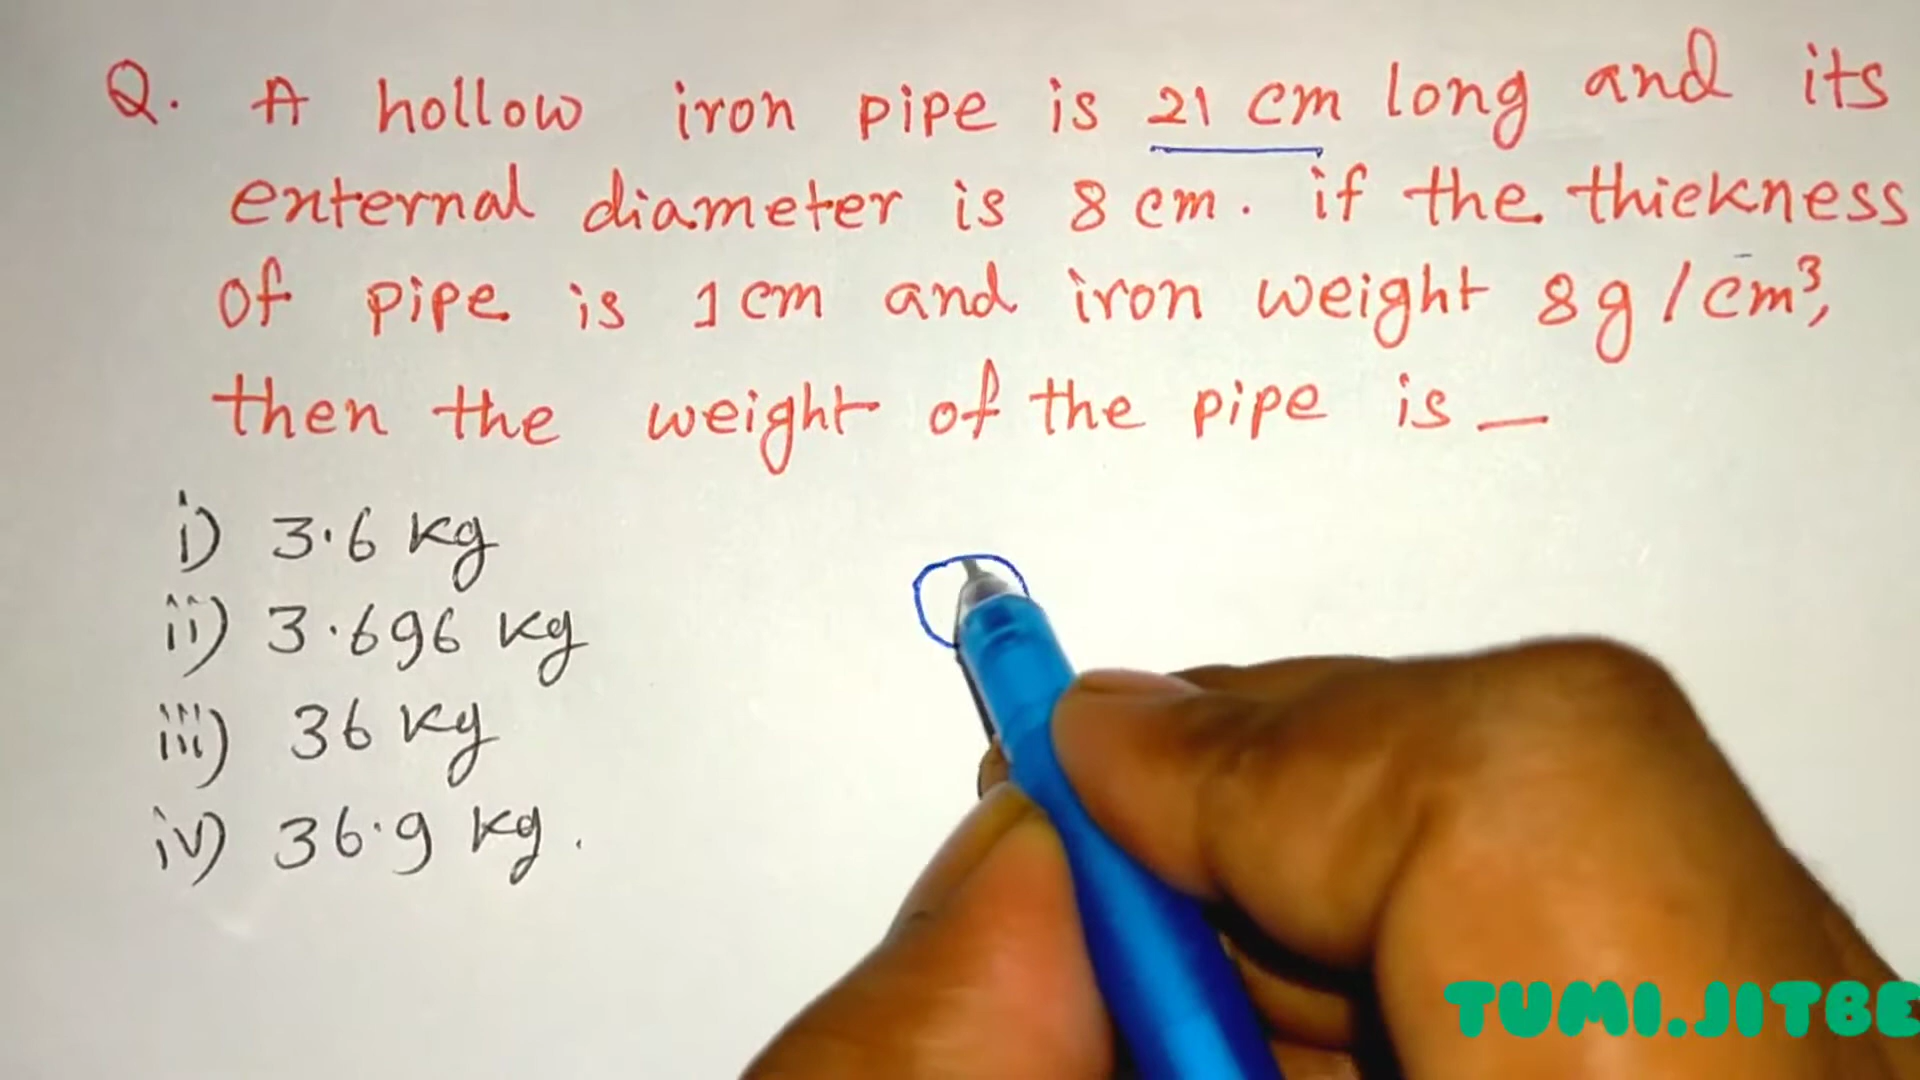 Q. A hollow iron pipe is 21 cm long and its
external diameter is 8 cm. if the thickness
of pipe is 1 cm and iron weight 8g/cm³,
then the weight of the pipe is _
i) 3.6 kg
ii) 3.696 kg
iii) 36 kg
iv) 36.9 kg.
TUMI.JITBE